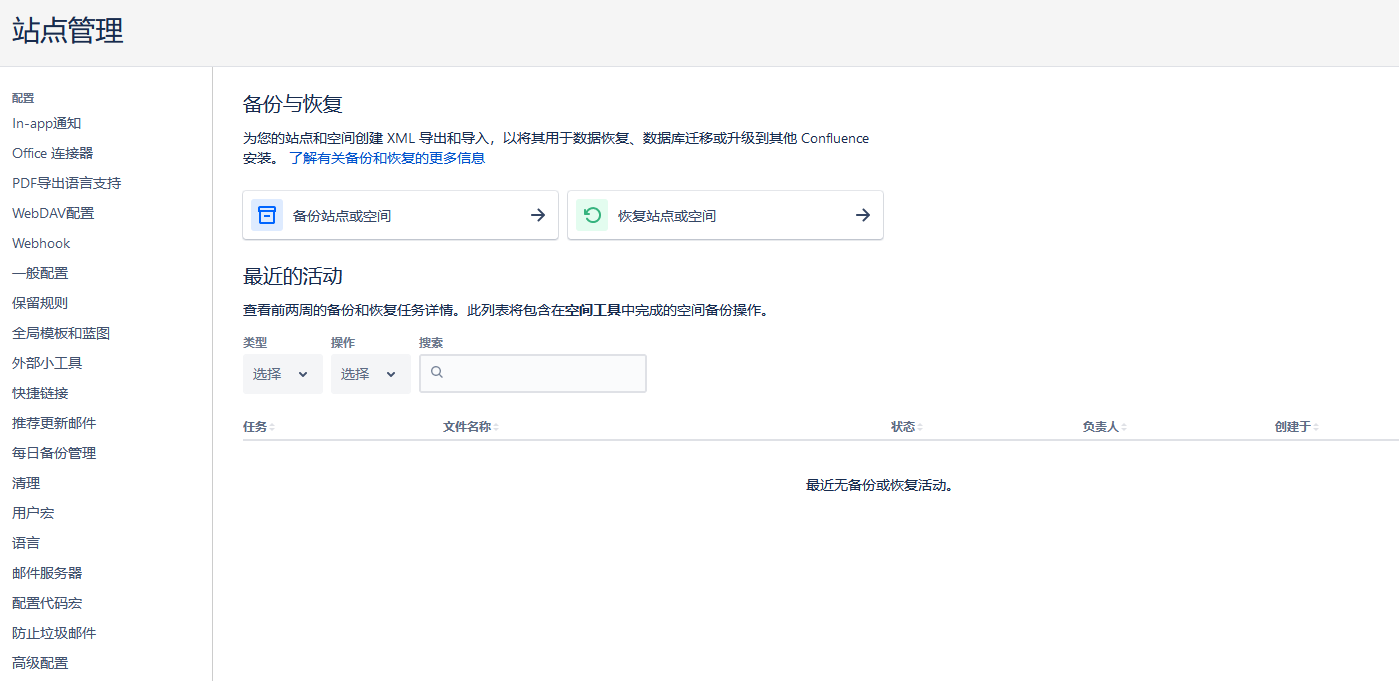 站点管理
配置
In-app通知
Office 连接器
PDF导出语言支持
WebDAV配置
Webhook
一般配置
保留规则
全局模板和蓝图
外部小工具
快捷链接
推荐更新邮件
每日备份管理
清理
用户宏
语言
邮件服务器
配置代码宏
防止垃圾邮件
高级配置
备份与恢复
为您的站点和空间创建 XML 导出和导入，以将其用于数据恢复、数据库迁移或升级到其他 Confluence
安装。 了解有关备份和恢复的更多信息
备份站点或空间
恢复站点或空间
最近的活动
查看前两周的备份和恢复任务详情。此列表将包含在空间工具中完成的空间备份操作。
类型 操作 搜索
选择 选择
任务 文件名称 状态 负责人 创建于
最近无备份或恢复活动。